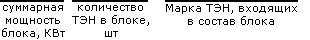 суммарная количество Марка ТЭН, входящих
мощность ТЭН в блоке, в состав блока
блока, КВт шт